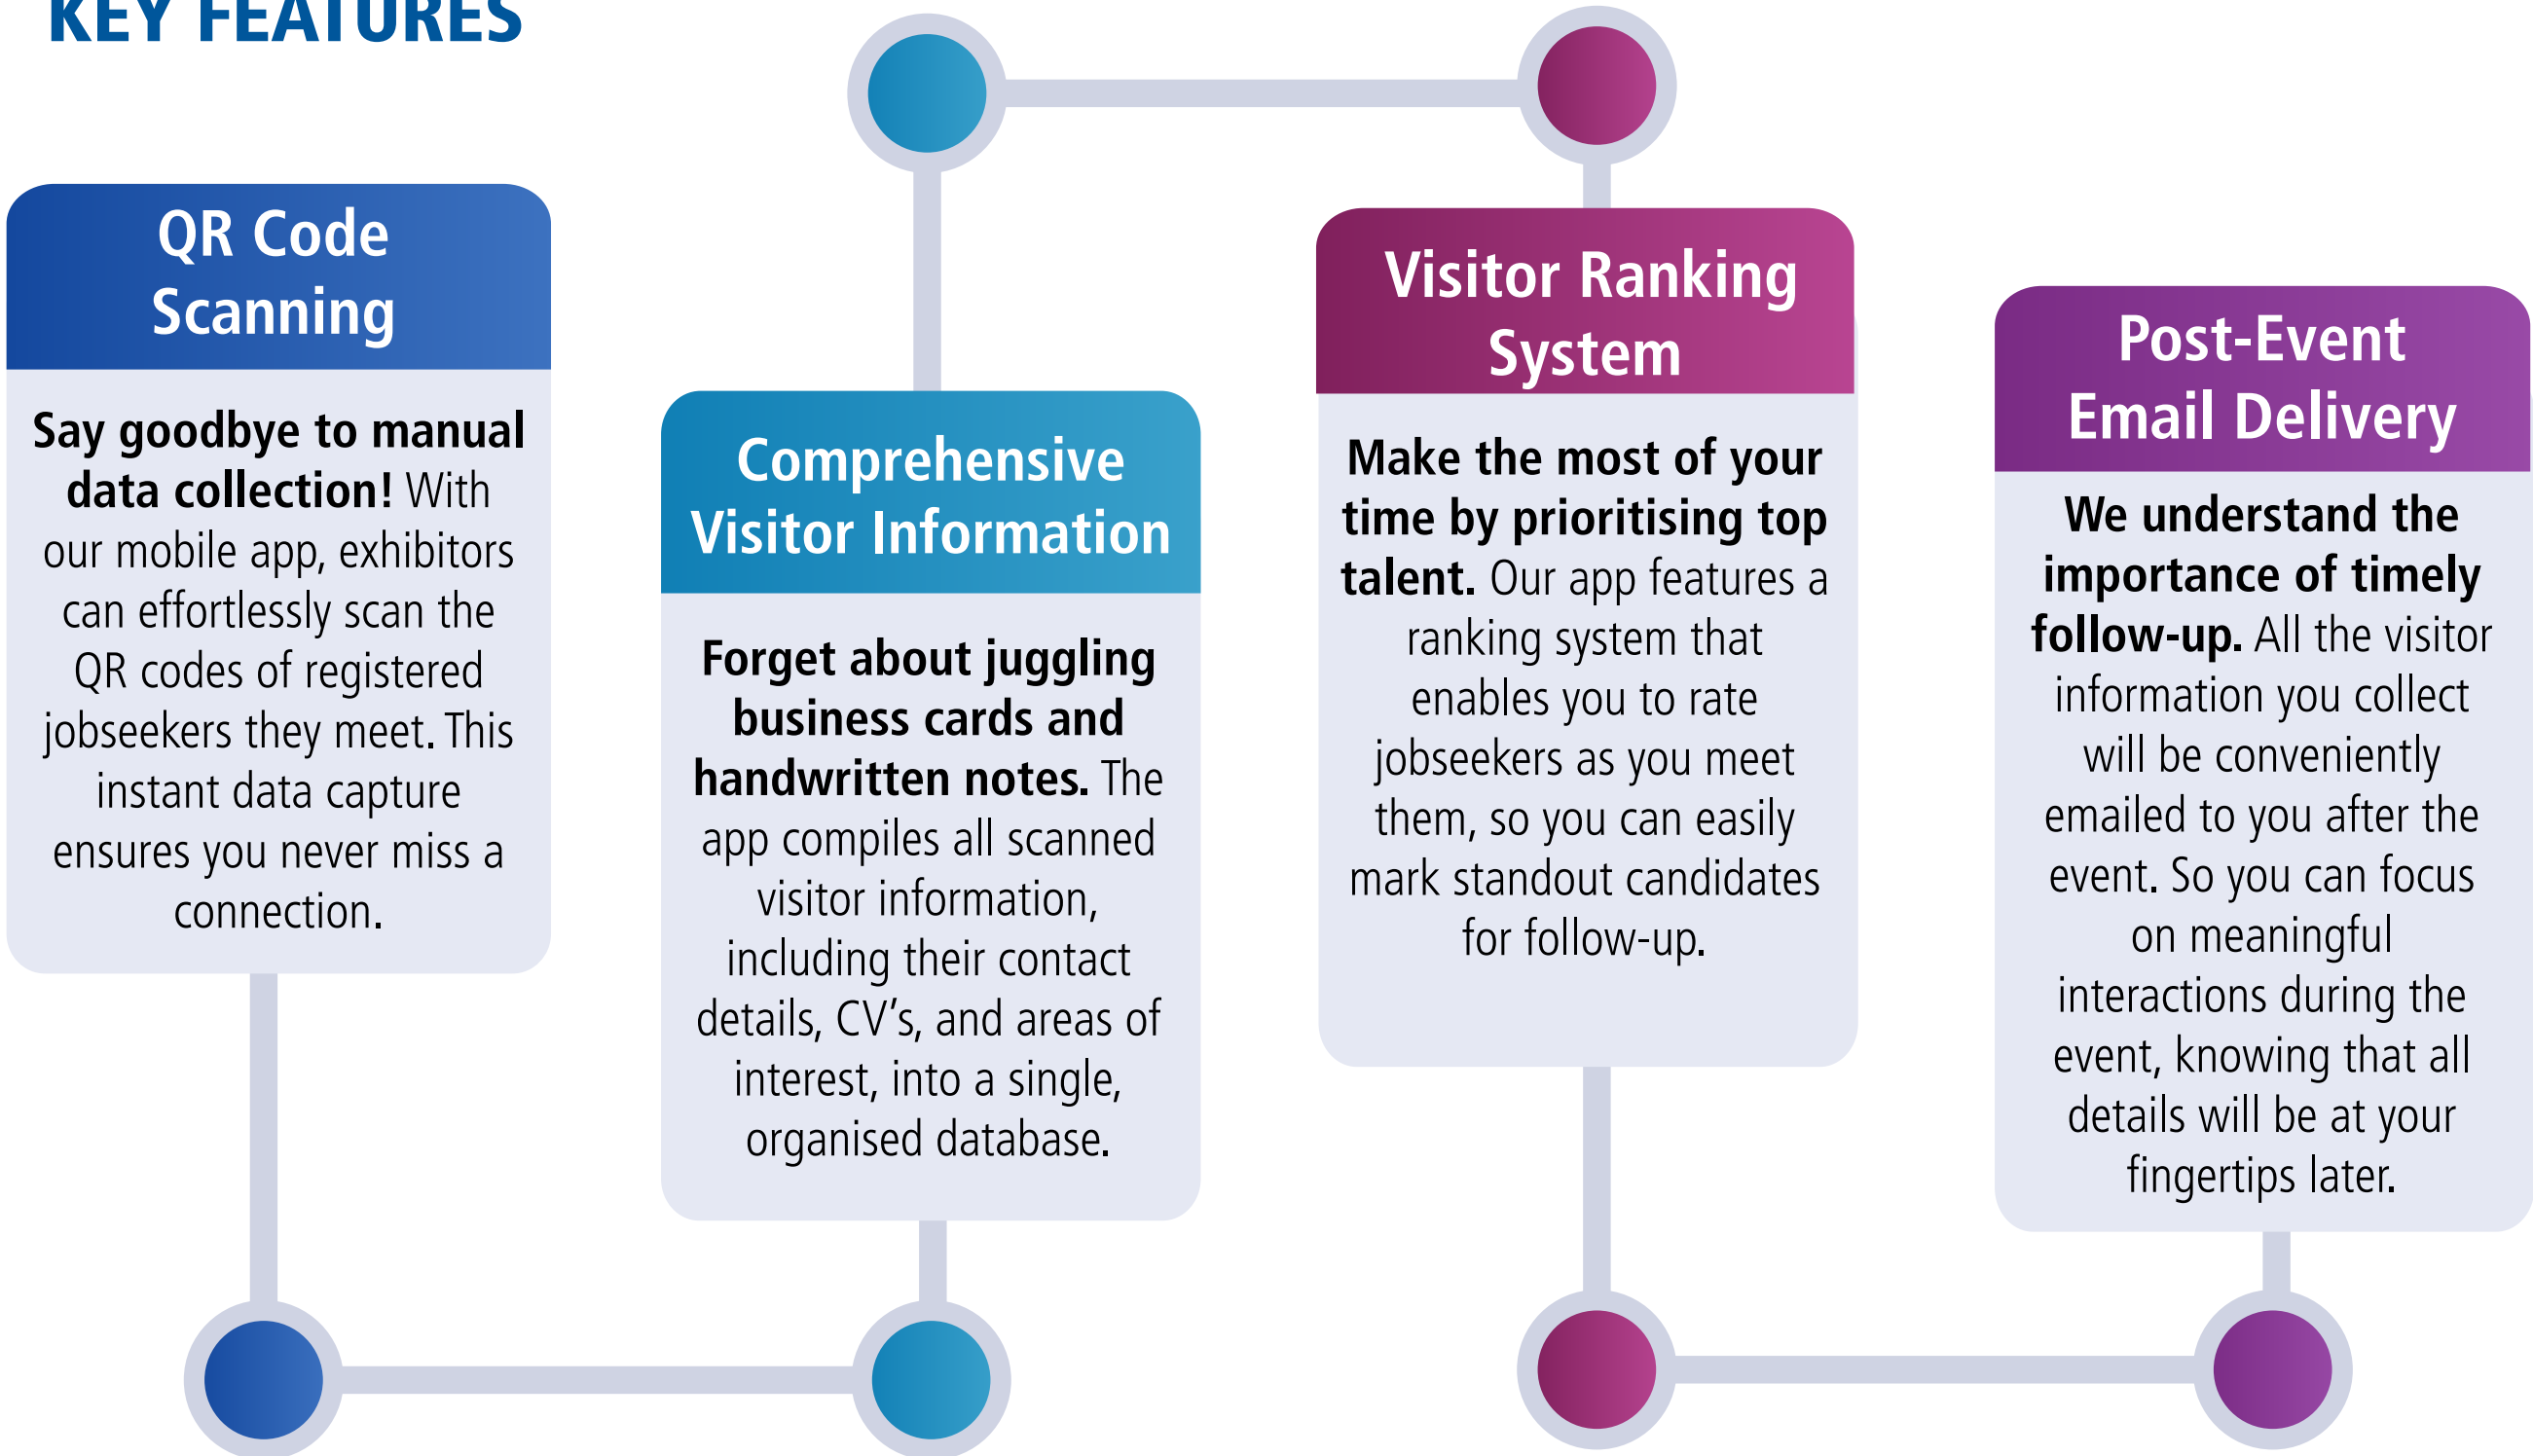 KEY FEATURES
QR Code
Scanning
Say goodbye to manual
data collection! With
our mobile app, exhibitors
can effortlessly scan the
QR codes of registered
jobseekers they meet. This
instant data capture
ensures you never miss a
connection.
Comprehensive
Visitor Information
Forget about juggling
business cards and
handwritten notes. The
app compiles all scanned
visitor information,
including their contact
details, CV’s, and areas of
interest, into a single,
organised database.
Visitor Ranking
System
Make the most of your
time by prioritising top
talent. Our app features a
ranking system that
enables you to rate
jobseekers as you meet
them, so you can easily
mark standout candidates
for follow-up.
Post-Event
Email Delivery
We understand the
importance of timely
follow-up. All the visitor
information you collect
will be conveniently
emailed to you after the
event. So you can focus
on meaningful
interactions during the
event, knowing that all
details will be at your
fingertips later.